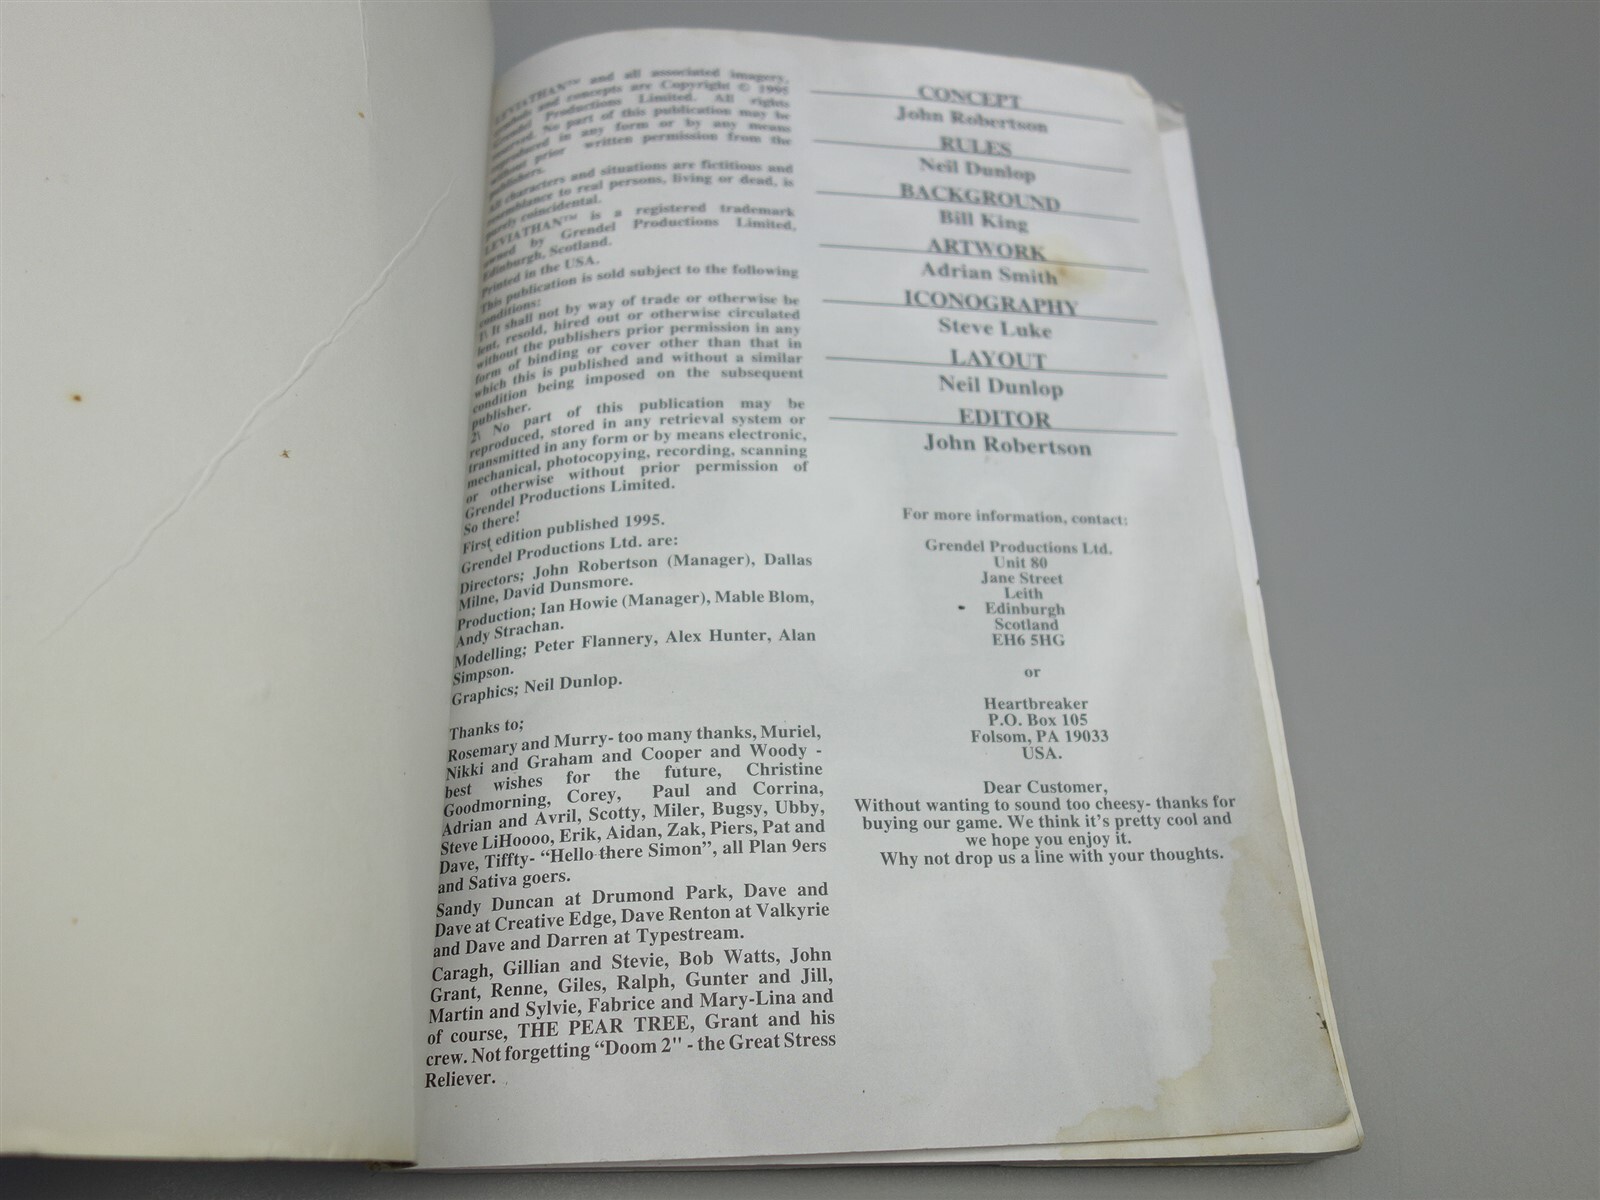 LEVIATHAN™ and all associated imagery,
symbols and concepts are Copyright © 1995
Grendel Productions Limited. All rights
reserved. No part of this publication may be
reproduced in any form or by any means
without prior written permission from the
publishers.
All characters and situations are fictitious and
resemblance to real persons, living or dead, is
purely coincidental.
LEVIATHAN™ is a registered trademark
owned by Grendel Productions Limited,
Edinburgh, Scotland.
Printed in the USA.
This publication is sold subject to the following
conditions:
1\ It shall not by way of trade or otherwise be
lent, resold, hired out or otherwise circulated
without the publishers prior permission in any
form of binding or cover other than that in
which this is published and without a similar
condition being imposed on the subsequent
publisher.
2\ No part of this publication may be
reproduced, stored in any retrieval system or
transmitted in any form or by means electronic,
mechanical, photocopying, recording, scanning
or otherwise without prior permission of
Grendel Productions Limited.
So there!
First edition published 1995.
Grendel Productions Ltd. are:
Directors; John Robertson (Manager), Dallas
Milne, David Dunsmore.
Production; Ian Howie (Manager), Mable Blom,
Andy Strachan.
Modelling; Peter Flannery, Alex Hunter, Alan
Simpson.
Graphics; Neil Dunlop.
Thanks to;
Rosemary and Murry- too many thanks, Muriel,
Nikki and Graham and Cooper and Woody -
best wishes for the future, Christine
Goodmorning, Corey, Paul and Corrina,
Adrian and Avril, Scotty, Miler, Bugsy, Ubby,
Steve LiHoooo, Erik, Aidan, Zak, Piers, Pat and
Dave, Tiffty- “Hello there Simon”, all Plan 9ers
and Sativa goers.
Sandy Duncan at Drumond Park, Dave and
Dave at Creative Edge, Dave Renton at Valkyrie
and Dave and Darren at Typestream.
Caragh, Gillian and Stevie, Bob Watts, John
Grant, Renne, Giles, Ralph, Gunter and Jill,
Martin and Sylvie, Fabrice and Mary-Lina and
of course, THE PEAR TREE, Grant and his
crew. Not forgetting “Doom 2" - the Great Stress
Reliever.
CONCEPT
John Robertson
RULES
Neil Dunlop
BACKGROUND
Bill King
ARTWORK
Adrian Smith
ICONOGRAPHY
Steve Luke
LAYOUT
Neil Dunlop
EDITOR
John Robertson
For more information, contact:
Grendel Productions Ltd.
Unit 80
Jane Street
Leith
Edinburgh
Scotland
EH6 5HG
or
Heartbreaker
P.O. Box 105
Folsom, PA 19033
USA.
Dear Customer,
Without wanting to sound too cheesy- thanks for
buying our game. We think it's pretty cool and
we hope you enjoy it.
Why not drop us a line with your thoughts.